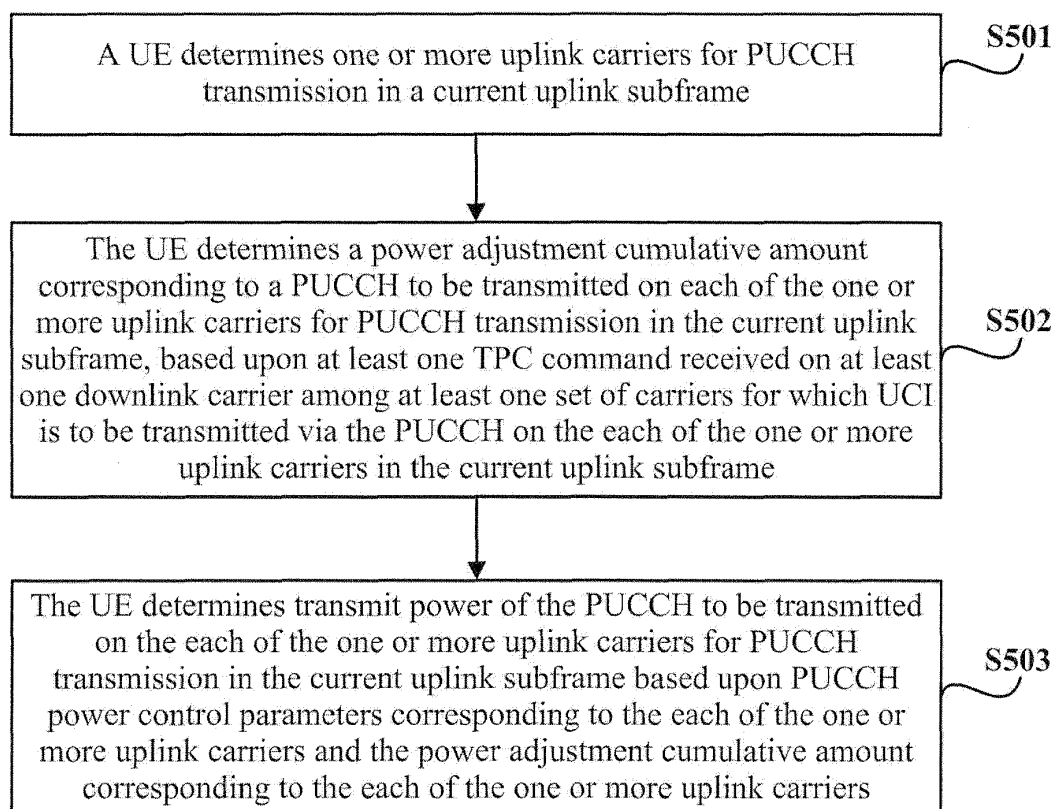 A UE determines one or more uplink carriers for PUCCH
transmission in a current uplink subframe
S501
The UE determines a power adjustment cumulative amount
corresponding to a PUCCH to be transmitted on each of the one or
more uplink carriers for PUCCH transmission in the current uplink
subframe, based upon at least one TPC command received on at least
one downlink carrier among at least one set of carriers for which UCI
is to be transmitted via the PUCCH on the each of the one or more
uplink carriers in the current uplink subframe
S502
The UE determines transmit power of the PUCCH to be transmitted
on the each of the one or more uplink carriers for PUCCH
transmission in the current uplink subframe based upon PUCCH
power control parameters corresponding to the each of the one or
more uplink carriers and the power adjustment cumulative amount
corresponding to the each of the one or more uplink carriers
S503